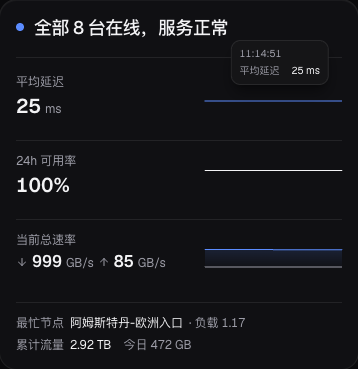 全部 8 台在线，服务正常
11:14:51
平均延迟 25 ms
平均延迟
25 ms
24h 可用率
100%
当前总速率
↓ 999 GB/s ↑ 85 GB/s
最忙节点 阿姆斯特丹-欧洲入口 · 负载 1.17
累计流量 2.92 TB 今日 472 GB